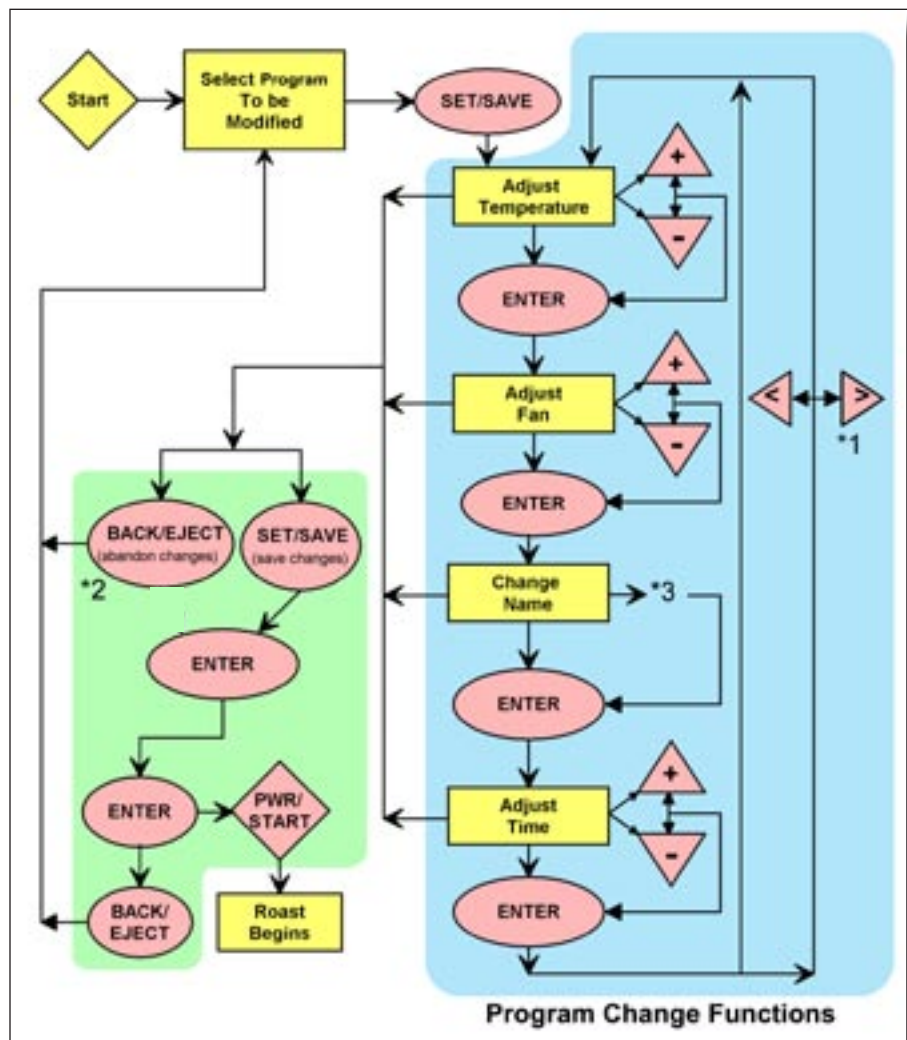 Start
Select Program
To be
Modified
SET/SAVE
Adjust
Temperature
+
-
ENTER
Adjust
Fan
+
-
<
>
*1
ENTER
BACK/EJECT
(abandon changes)
SET/SAVE
(save changes)
*2
Change
Name
*3
ENTER
ENTER
Adjust
Time
+
-
ENTER
PWR/
START
ENTER
BACK/
EJECT
Roast
Begins
Program Change Functions